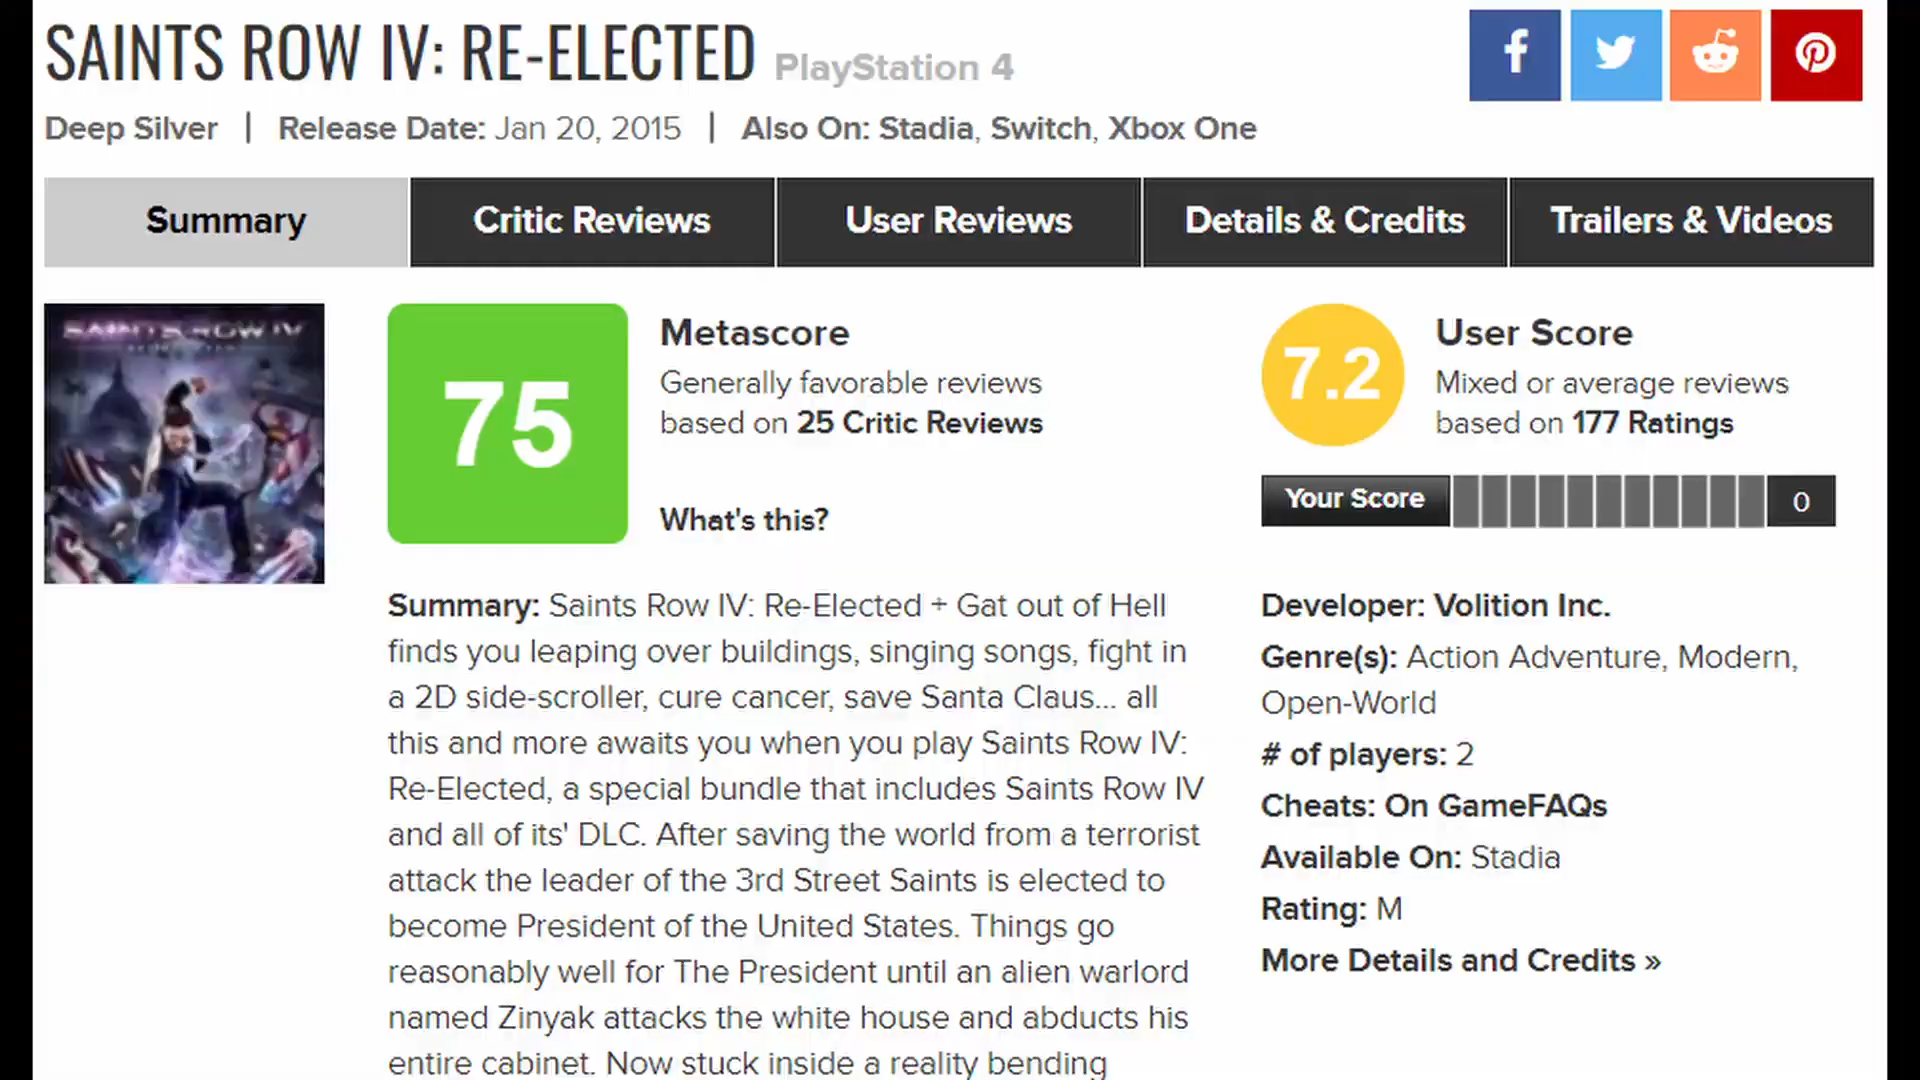 SAINTS ROW IV: RE-ELECTED PlayStation 4
Deep Silver | Release Date: Jan 20, 2015 | Also On: Stadia, Switch, Xbox One
Summary Critic Reviews User Reviews Details & Credits Trailers & Videos
SAINTS ROW IV
75
Metascore
Generally favorable reviews
based on 25 Critic Reviews
What's this?
7.2
User Score
Mixed or average reviews
based on 177 Ratings
Your Score 0
Summary: Saints Row IV: Re-Elected + Gat out of Hell
finds you leaping over buildings, singing songs, fight in
a 2D side-scroller, cure cancer, save Santa Claus... all
this and more awaits you when you play Saints Row IV:
Re-Elected, a special bundle that includes Saints Row IV
and all of its' DLC. After saving the world from a terrorist
attack the leader of the 3rd Street Saints is elected to
become President of the United States. Things go
reasonably well for The President until an alien warlord
named Zinyak attacks the white house and abducts his
entire cabinet. Now stuck inside a reality bending
Developer: Volition Inc.
Genre(s): Action Adventure, Modern,
Open-World
# of players: 2
Cheats: On GameFAQs
Available On: Stadia
Rating: M
More Details and Credits »